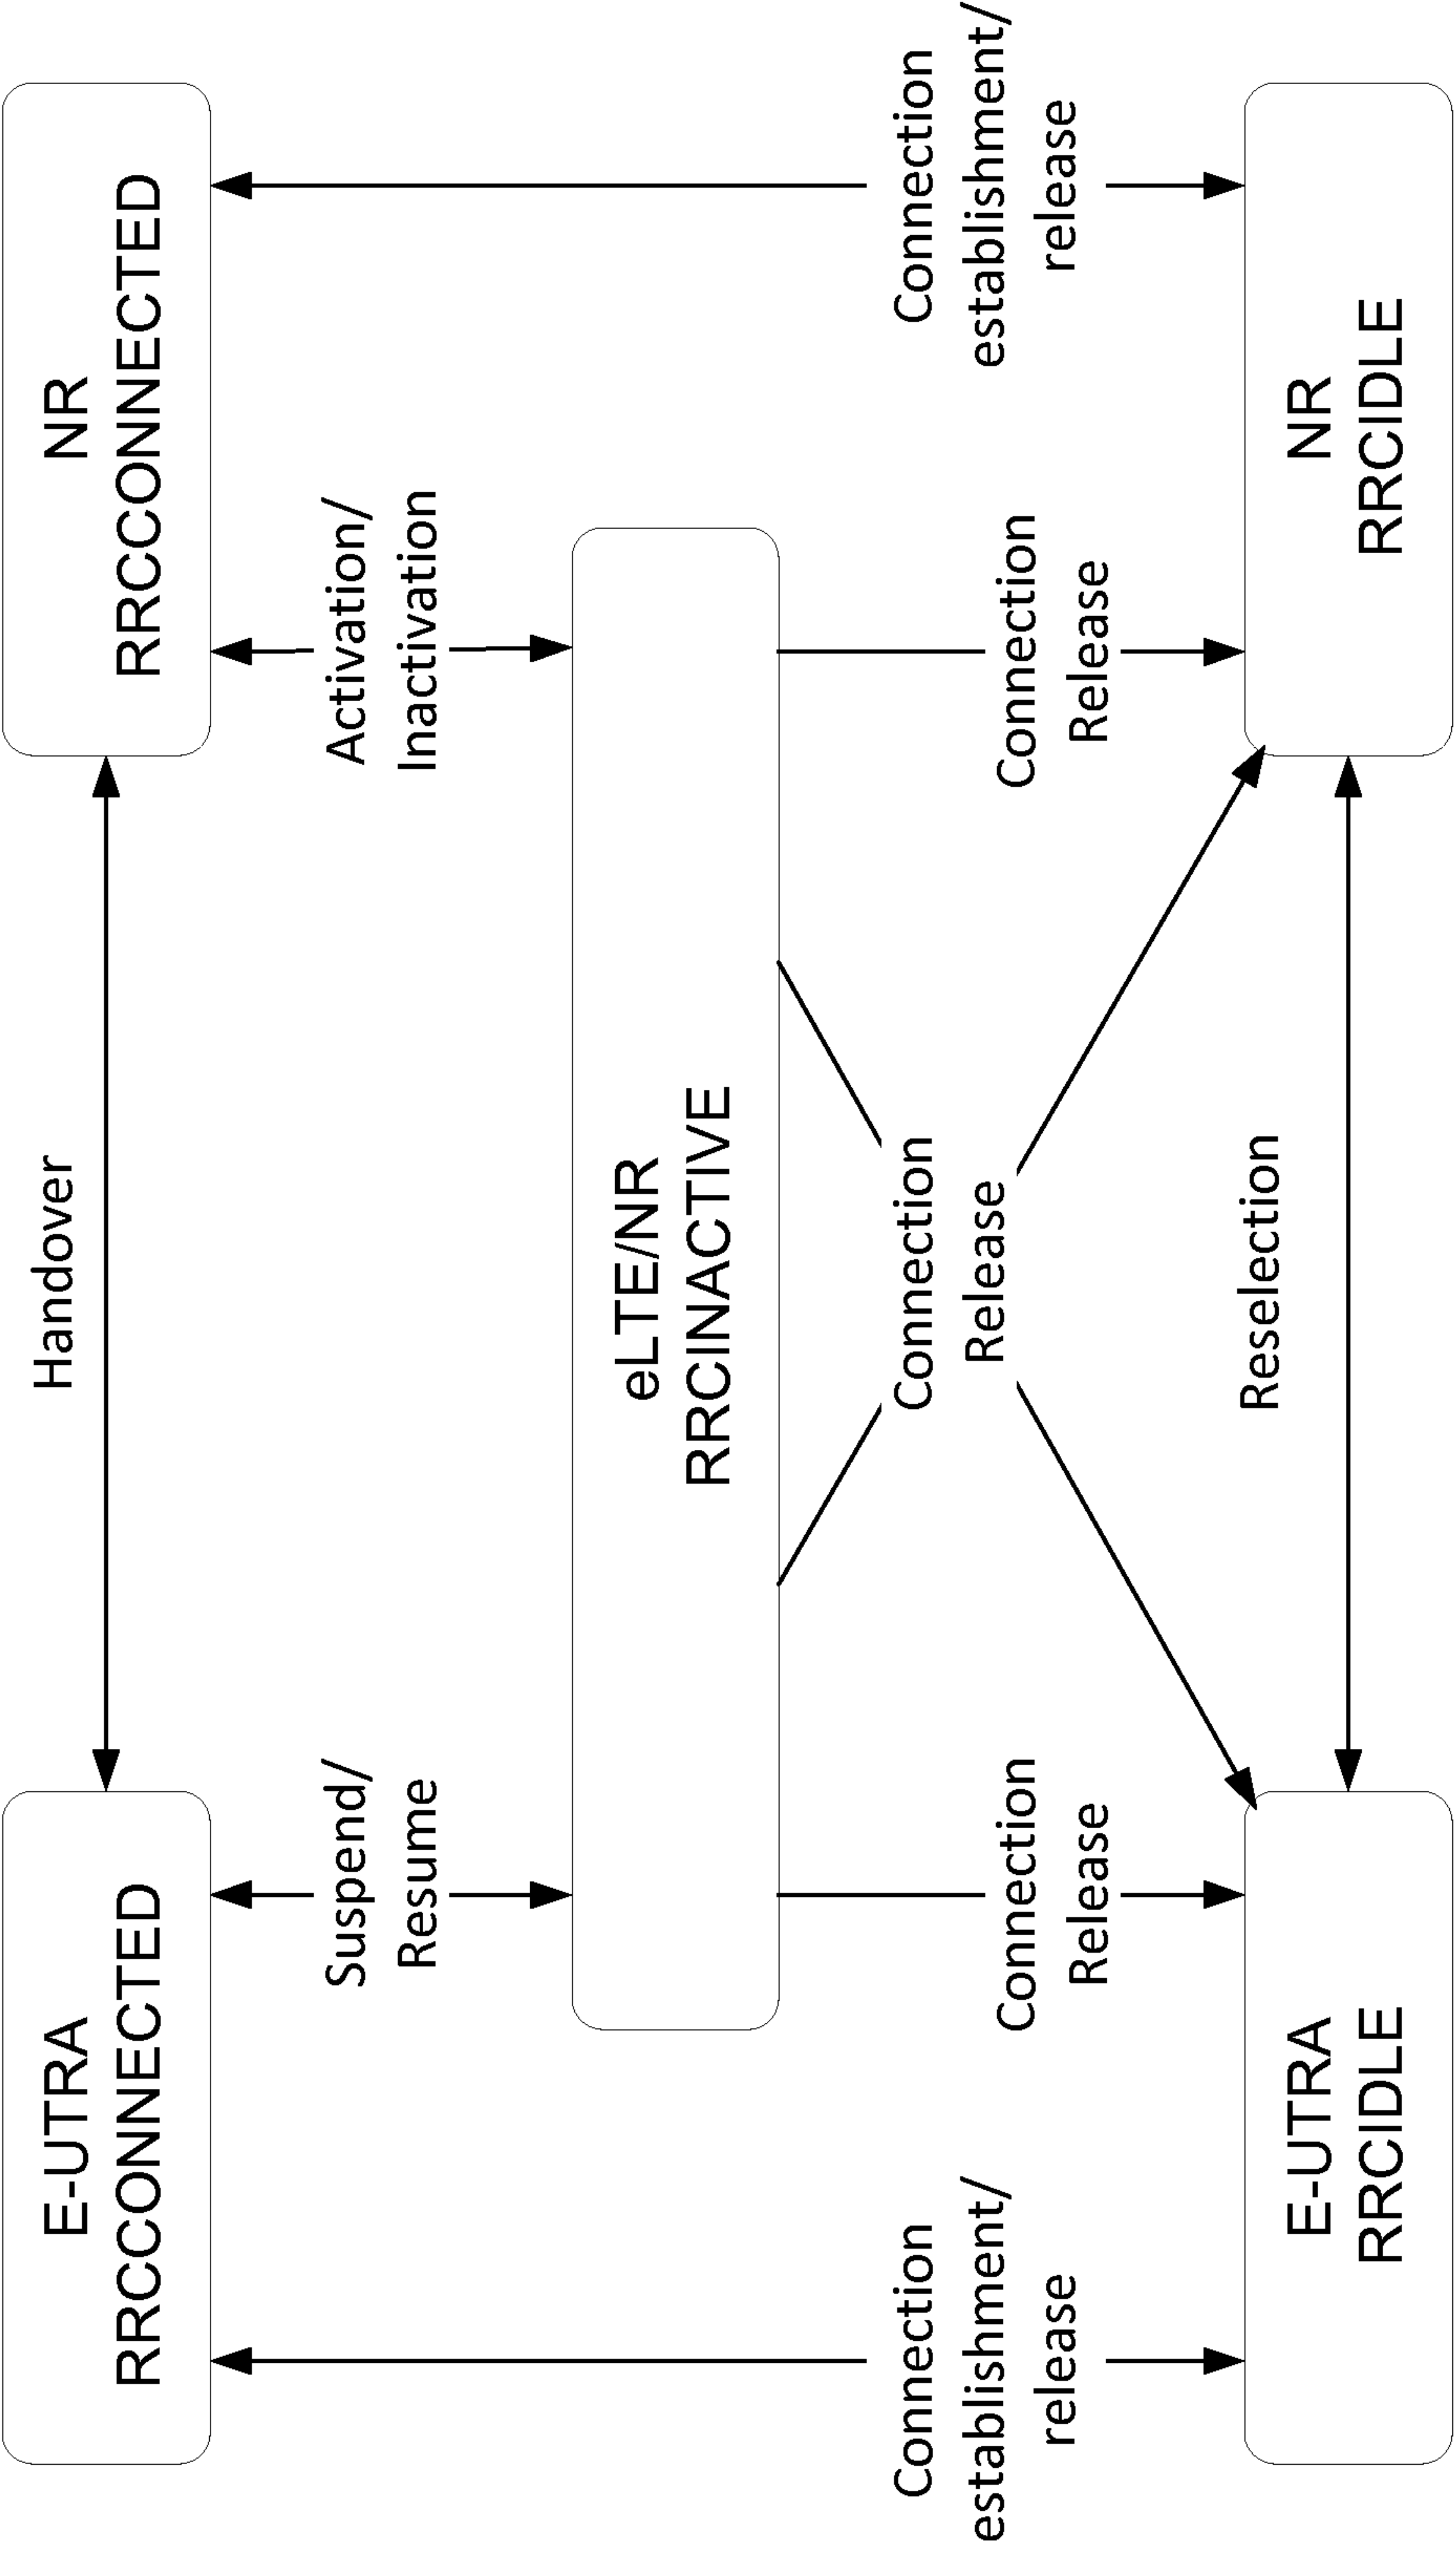 E-UTRA
RRCCONNECTED
Handover
NR
RRCCONNECTED
Suspend/
Resume
Activation/
Inactivation
eLTE/NR
RRCINACTIVE
Connection
establishment/
release
Connection
Release
Connection
Release
Connection
Release
Connection
establishment/
release
Reselection
E-UTRA
RRCIDLE
NR
RRCIDLE